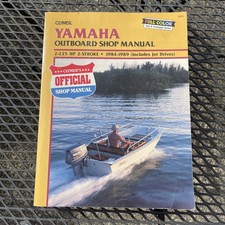 CLYMER
YAMAHA
OUTBOARD SHOP MANUAL
2-225 HP 2-STROKE • 1984-1989 (Includes Jet Drives)
CLYMER'S
OFFICIAL
SHOP MANUAL
FULL COLOR